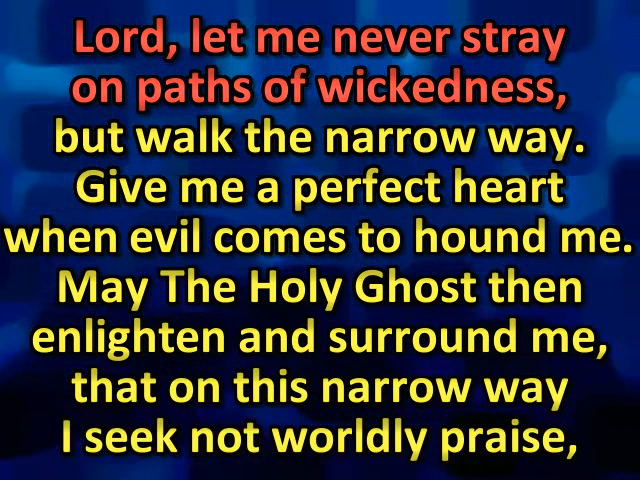 Lord, let me never stray
on paths of wickedness,
but walk the narrow way.
Give me a perfect heart
when evil comes to hound me.
May The Holy Ghost then
enlighten and surround me,
that on this narrow way
I seek not worldly praise,